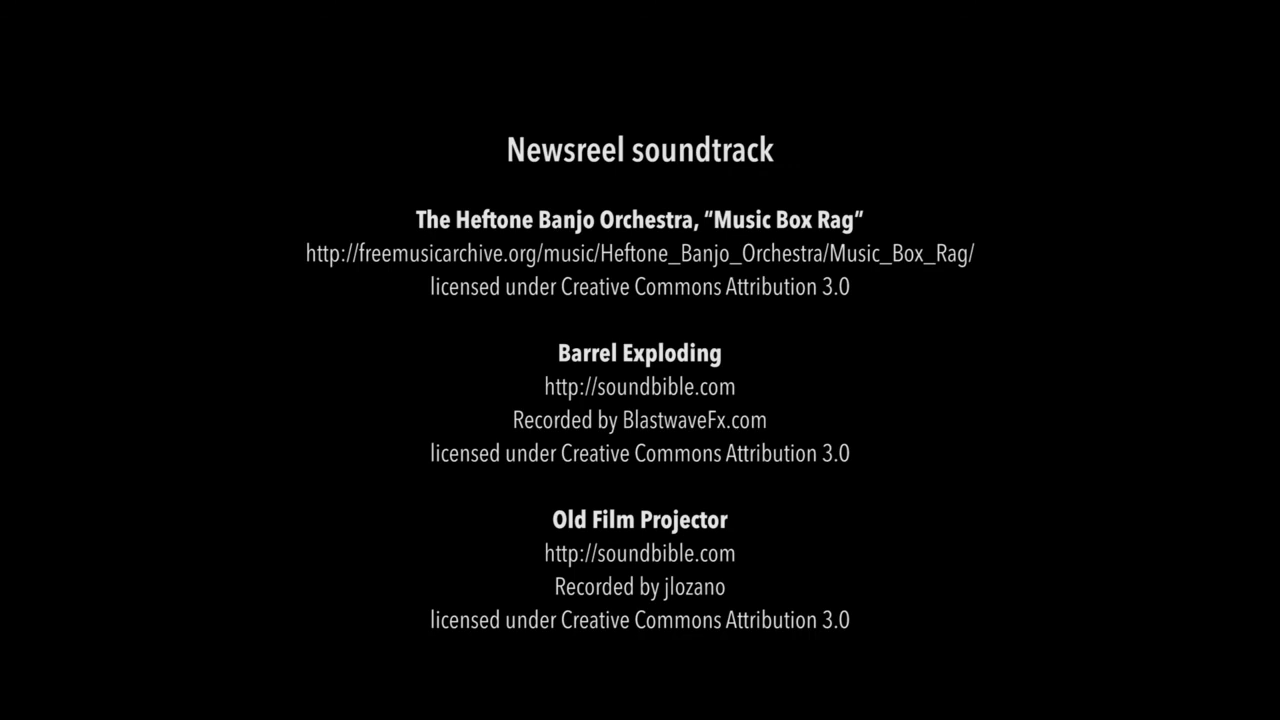 Newsreel soundtrack
The Heftone Banjo Orchestra, “Music Box Rag”
http://freemusicarchive.org/music/Heftone_Banjo_Orchestra/Music_Box_Rag/
licensed under Creative Commons Attribution 3.0
Barrel Exploding
http://soundbible.com
Recorded by BlastwaveFx.com
licensed under Creative Commons Attribution 3.0
Old Film Projector
http://soundbible.com
Recorded by jlozano
licensed under Creative Commons Attribution 3.0